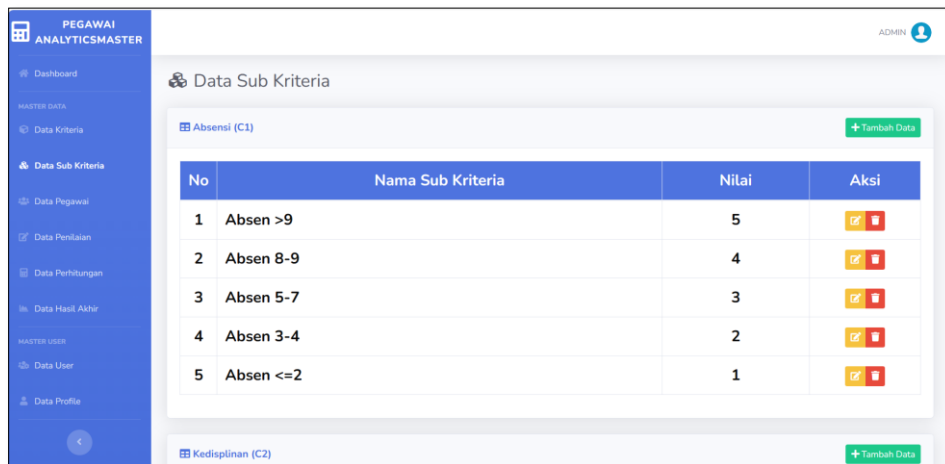 PEGAWAI
ANALYTICSMASTER
ADMIN
Dashboard
MASTER DATA
Data Kriteria
Data Sub Kriteria
Data Pegawai
Data Penilaian
Data Perhitungan
Data Hasil Akhir
MASTER USER
Data User
Data Profile
Data Sub Kriteria
Absensi (C1)
+ Tambah Data
No Nama Sub Kriteria Nilai Aksi
1 Absen >9 5
2 Absen 8-9 4
3 Absen 5-7 3
4 Absen 3-4 2
5 Absen <=2 1
Kedisplinan (C2)
+ Tambah Data